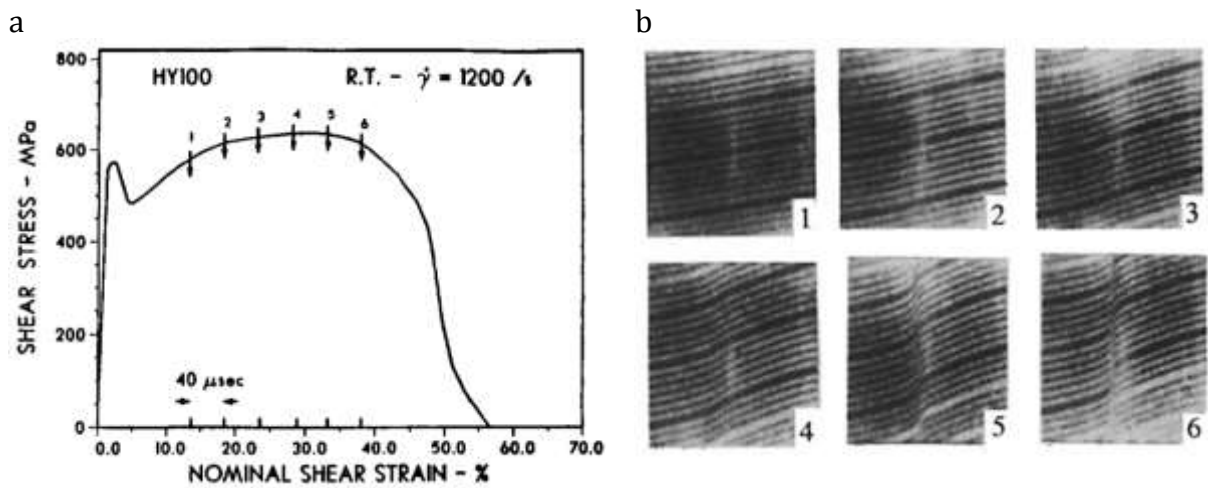 a
b
HY100
R.T. - γ̇ = 1200 /s
SHEAR STRESS - MPa
800
600
400
200
0
1
2
3
4
5
6
40 μsec
0.0 10.0 20.0 30.0 40.0 50.0 60.0 70.0
NOMINAL SHEAR STRAIN - %
1
2
3
4
5
6